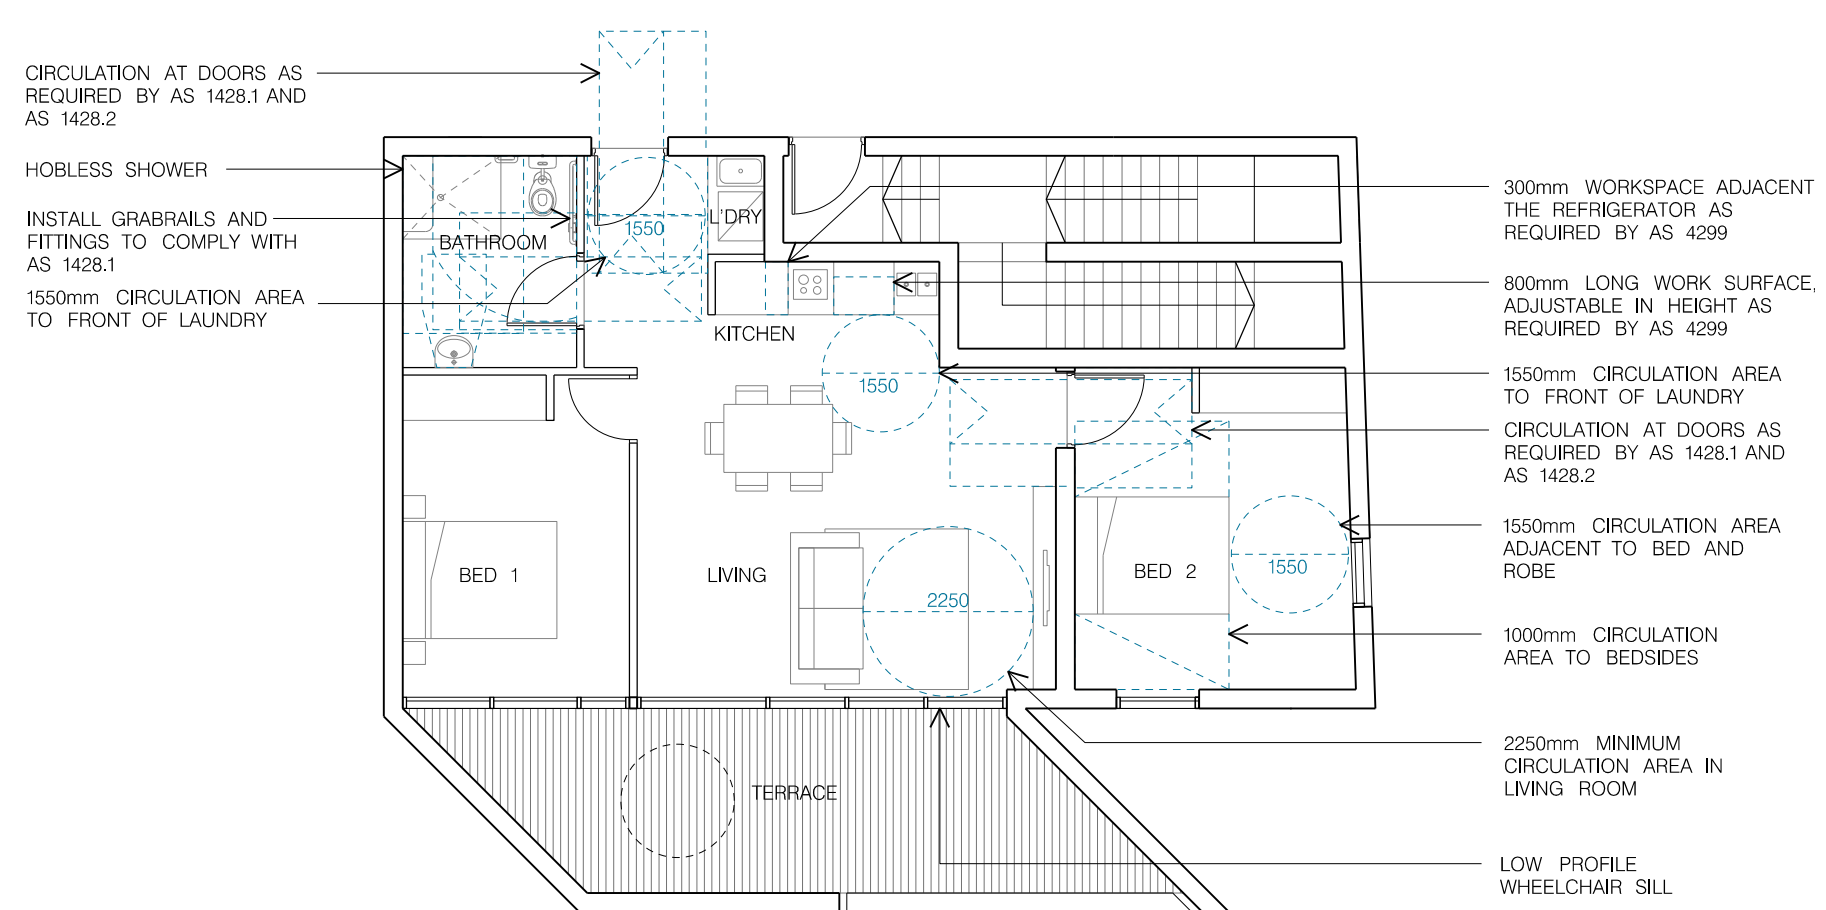 CIRCULATION AT DOORS AS
REQUIRED BY AS 1428.1 AND
AS 1428.2
HOBLESS SHOWER
INSTALL GRABRAILS AND
FITTINGS TO COMPLY WITH
AS 1428.1
1550mm CIRCULATION AREA
TO FRONT OF LAUNDRY
BATHROOM
1550
L'DRY
KITCHEN
1550
BED 1
LIVING
2250
BED 2
1550
TERRACE
300mm WORKSPACE ADJACENT
THE REFRIGERATOR AS
REQUIRED BY AS 4299
800mm LONG WORK SURFACE,
ADJUSTABLE IN HEIGHT AS
REQUIRED BY AS 4299
1550mm CIRCULATION AREA
TO FRONT OF LAUNDRY
CIRCULATION AT DOORS AS
REQUIRED BY AS 1428.1 AND
AS 1428.2
1550mm CIRCULATION AREA
ADJACENT TO BED AND
ROBE
1000mm CIRCULATION
AREA TO BEDSIDES
2250mm MINIMUM
CIRCULATION AREA IN
LIVING ROOM
LOW PROFILE
WHEELCHAIR SILL